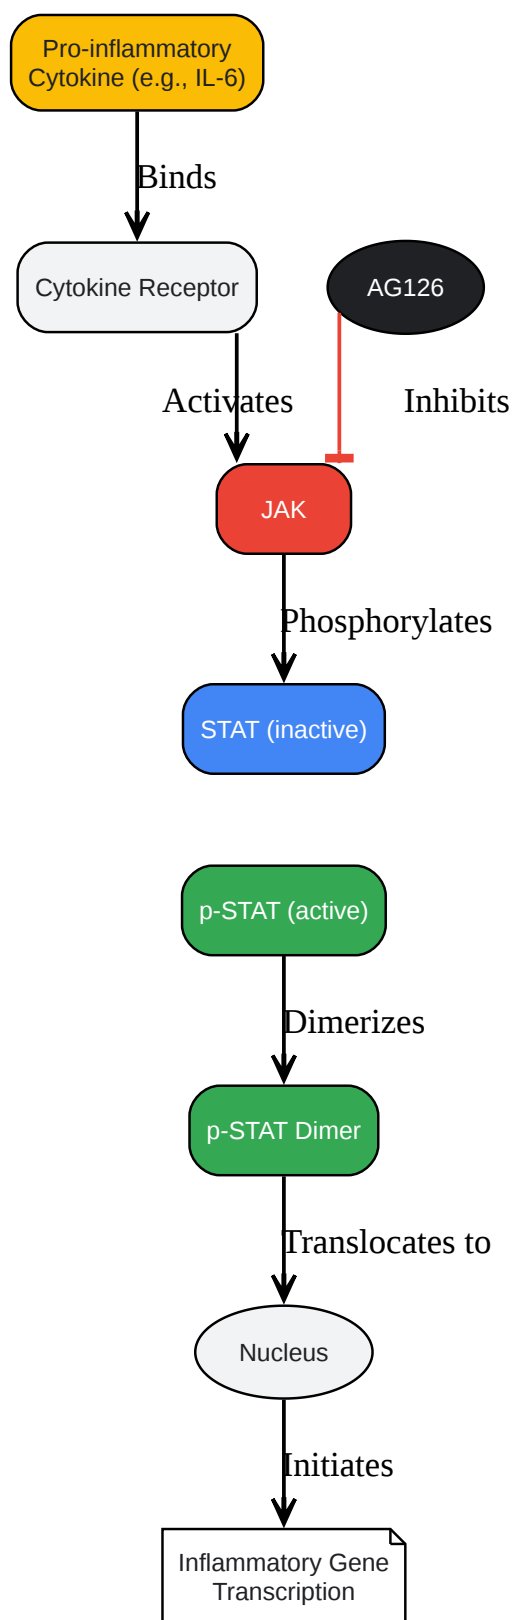 Pro-inflammatory
Cytokine (e.g., IL-6)
Binds
Cytokine Receptor
AG126
Activates
Inhibits
JAK
Phosphorylates
STAT (inactive)
p-STAT (active)
Dimerizes
p-STAT Dimer
Translocates to
Nucleus
Initiates
Inflammatory Gene
Transcription